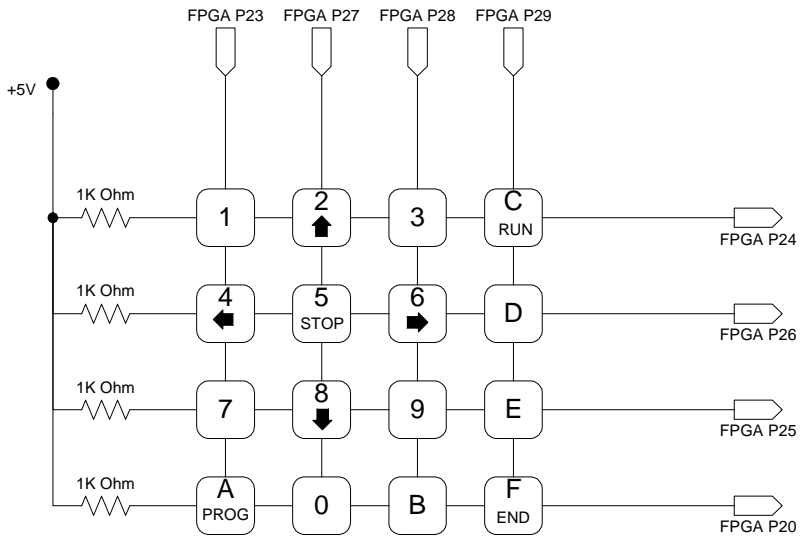 FPGA P23 FPGA P27 FPGA P28 FPGA P29
+5V
1K Ohm
1 2 3 C
RUN
FPGA P24
1K Ohm
4 5 6 D
STOP
FPGA P26
1K Ohm
7 8 9 E
FPGA P25
1K Ohm
A 0 B F
PROG END
FPGA P20